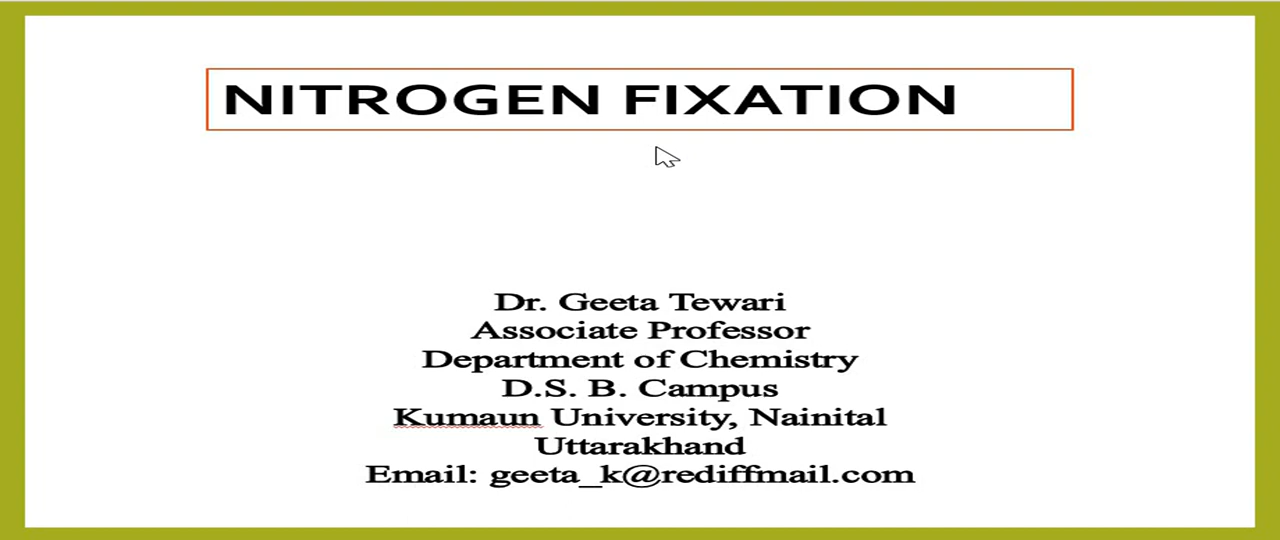 NITROGEN FIXATION
Dr. Geeta Tewari
Associate Professor
Department of Chemistry
D.S. B. Campus
Kumaun University, Nainital
Uttarakhand
Email: geeta_k@rediffmail.com